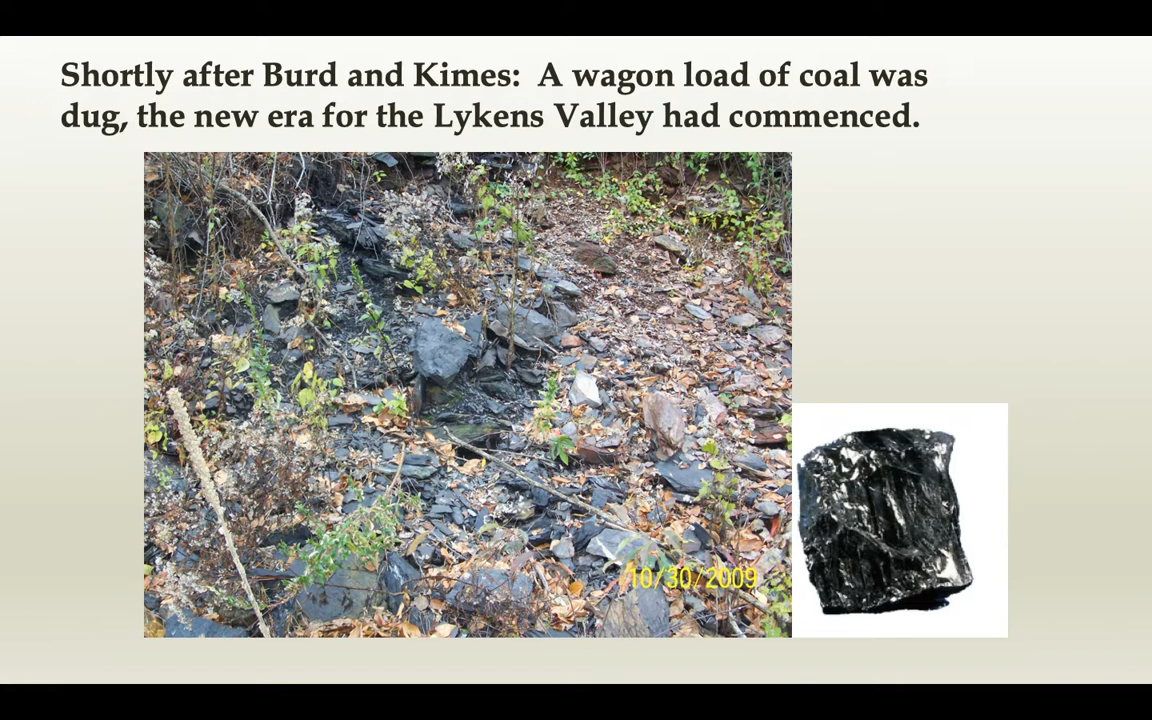 Shortly after Burd and Kimes:  A wagon load of coal was
dug, the new era for the Lykens Valley had commenced.
10/30/2009